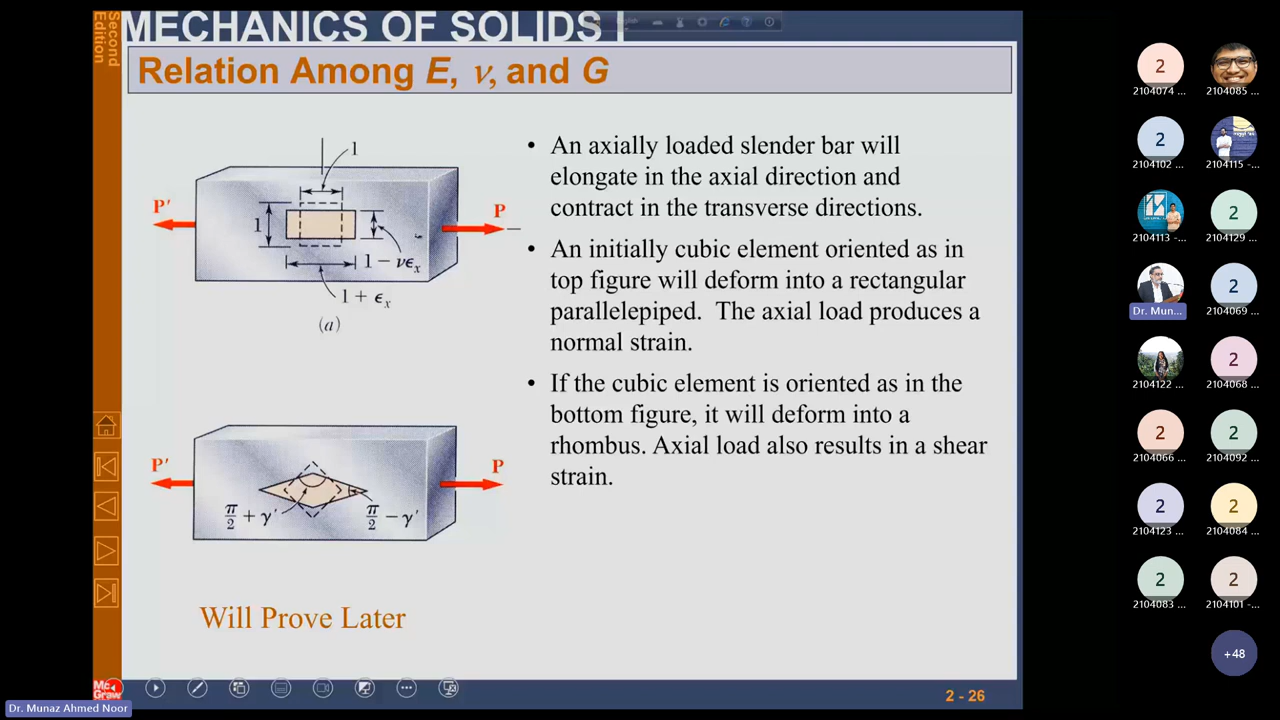 Second
Edition
MECHANICS OF SOLIDS I
English
Relation Among E, ν, and G
1
P'
1
P
1 − νϵx
1 + ϵx
(a)
• An axially loaded slender bar will
elongate in the axial direction and
contract in the transverse directions.
• An initially cubic element oriented as in
top figure will deform into a rectangular
parallelepiped. The axial load produces a
normal strain.
• If the cubic element is oriented as in the
bottom figure, it will deform into a
rhombus. Axial load also results in a shear
strain.
P'
P
π/2 + γ'
π/2 − γ'
Will Prove Later
Mc
Graw
2 - 26
Dr. Munaz Ahmed Noor
2
2104074 ...
2104085 ...
2
2104102 ...
2104115 -...
2104113 -...
2
2104129 ...
Dr. Mun...
2
2104069 ...
2104122 ...
2
2104068 ...
2
2104066 ...
2
2104092 ...
2
2104123 ...
2
2104084 ...
2
2104083 ...
2
2104101 -...
+48